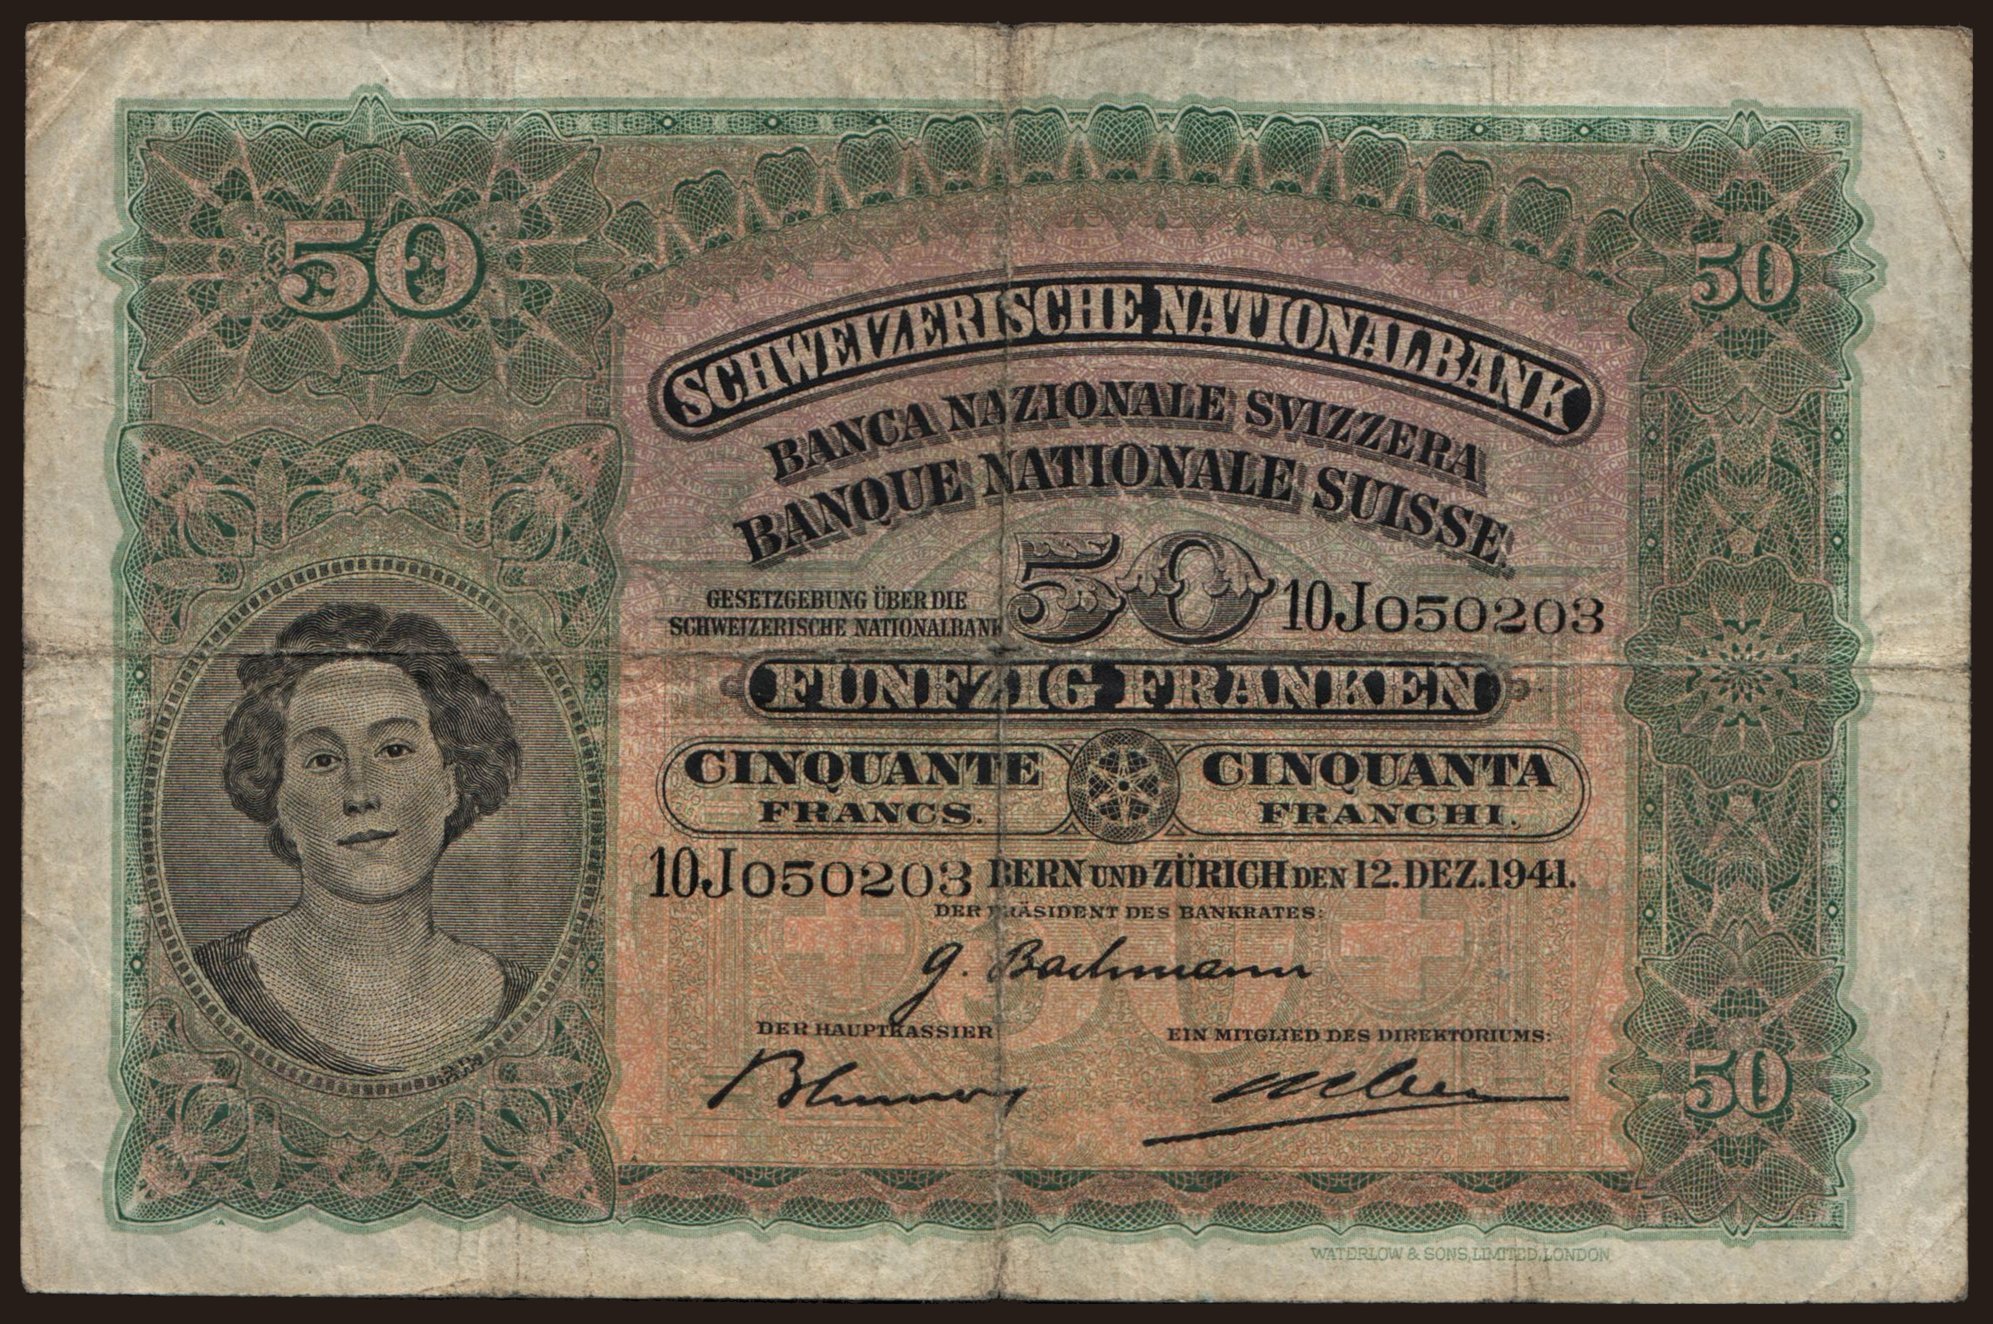 50
50
SCHWEIZERISCHE NATIONALBANK
BANCA NAZIONALE SVIZZERA
BANQUE NATIONALE SUISSE.
GESETZGEBUNG ÜBER DIE
SCHWEIZERISCHE NATIONALBANK
50
10J050203
FÜNFZIG FRANKEN
CINQUANTE
FRANCS.
CINQUANTA
FRANCHI.
10J050203 BERN UND ZÜRICH DEN 12. DEZ. 1941.
DER PRÄSIDENT DES BANKRATES:
G. Bachmann
DER HAUPTKASSIER
EIN MITGLIED DES DIREKTORIUMS:
50
50
WATERLOW & SONS, LIMITED, LONDON